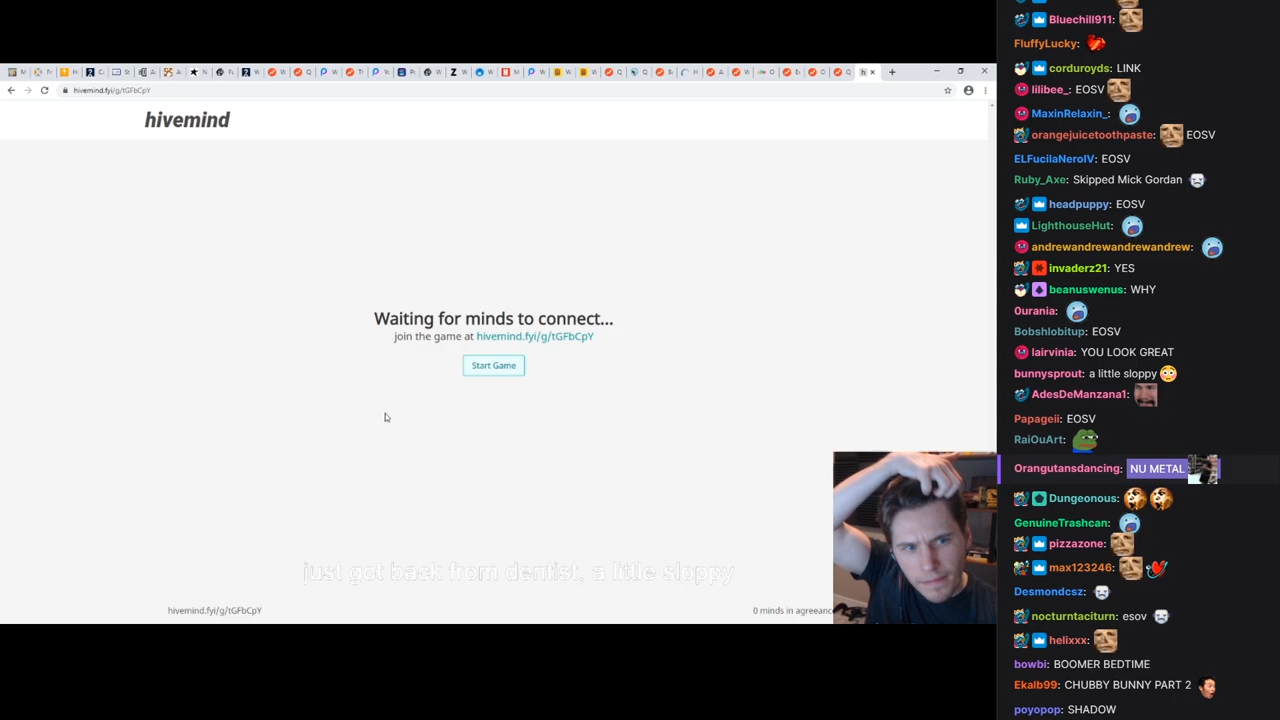 hivemind.fyi/g/tGFbCpY
hivemind
Waiting for minds to connect...
join the game at hivemind.fyi/g/tGFbCpY
Start Game
just got back from dentist, a little sloppy
hivemind.fyi/g/tGFbCpY
0 minds in agreeanc
Bluechill911:
FluffyLucky:
corduroyds: LINK
lilibee_: EOSV
MaxinRelaxin_:
orangejuicetoothpaste: EOSV
ELFucilaNeroIV: EOSV
Ruby_Axe: Skipped Mick Gordan
headpuppy: EOSV
LighthouseHut:
andrewandrewandrewandrew:
invaderz21: YES
beanuswenus: WHY
0urania:
Bobshlobitup: EOSV
lairvinia: YOU LOOK GREAT
bunnysprout: a little sloppy
AdesDeManzana1:
Papageii: EOSV
RaiOuArt:
Orangutansdancing: NU METAL
Dungeonous:
GenuineTrashcan:
pizzazone:
max123246:
Desmondcsz:
nocturntaciturn: esov
helixxx:
bowbi: BOOMER BEDTIME
Ekalb99: CHUBBY BUNNY PART 2
poyopop: SHADOW